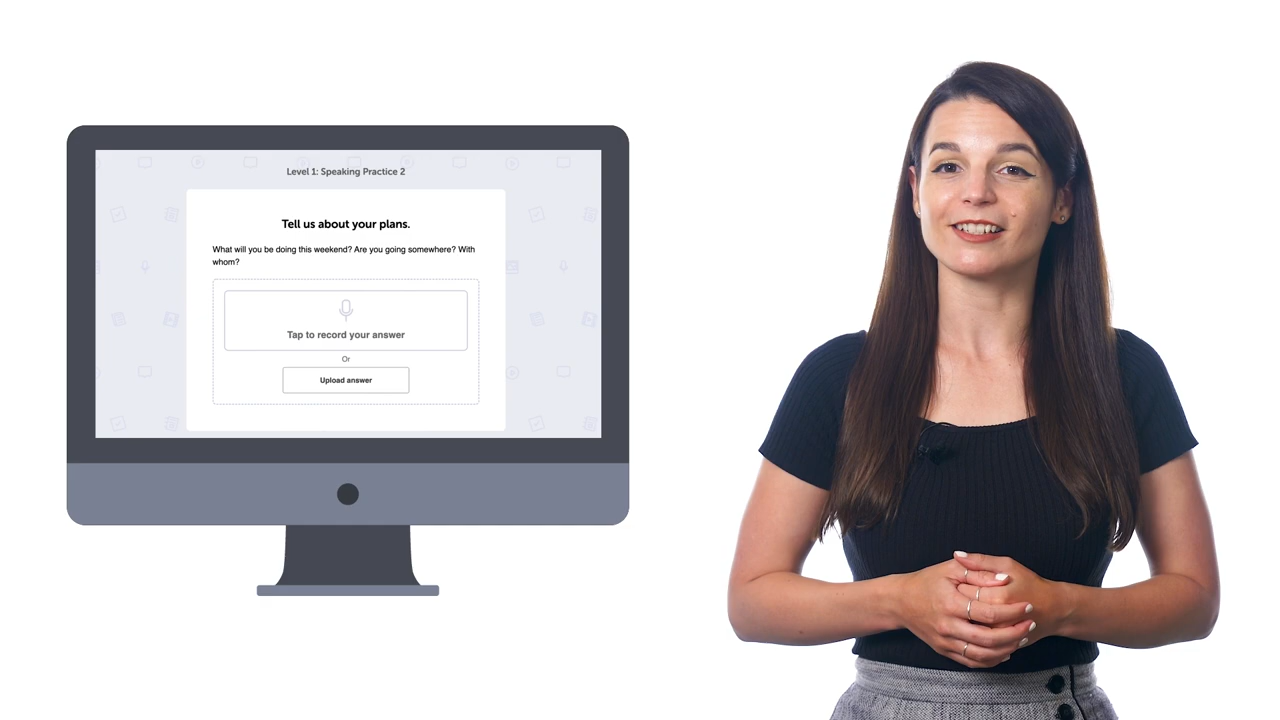 Level 1: Speaking Practice 2
Tell us about your plans.
What will you be doing this weekend? Are you going somewhere? With
whom?
Tap to record your answer
Or
Upload answer